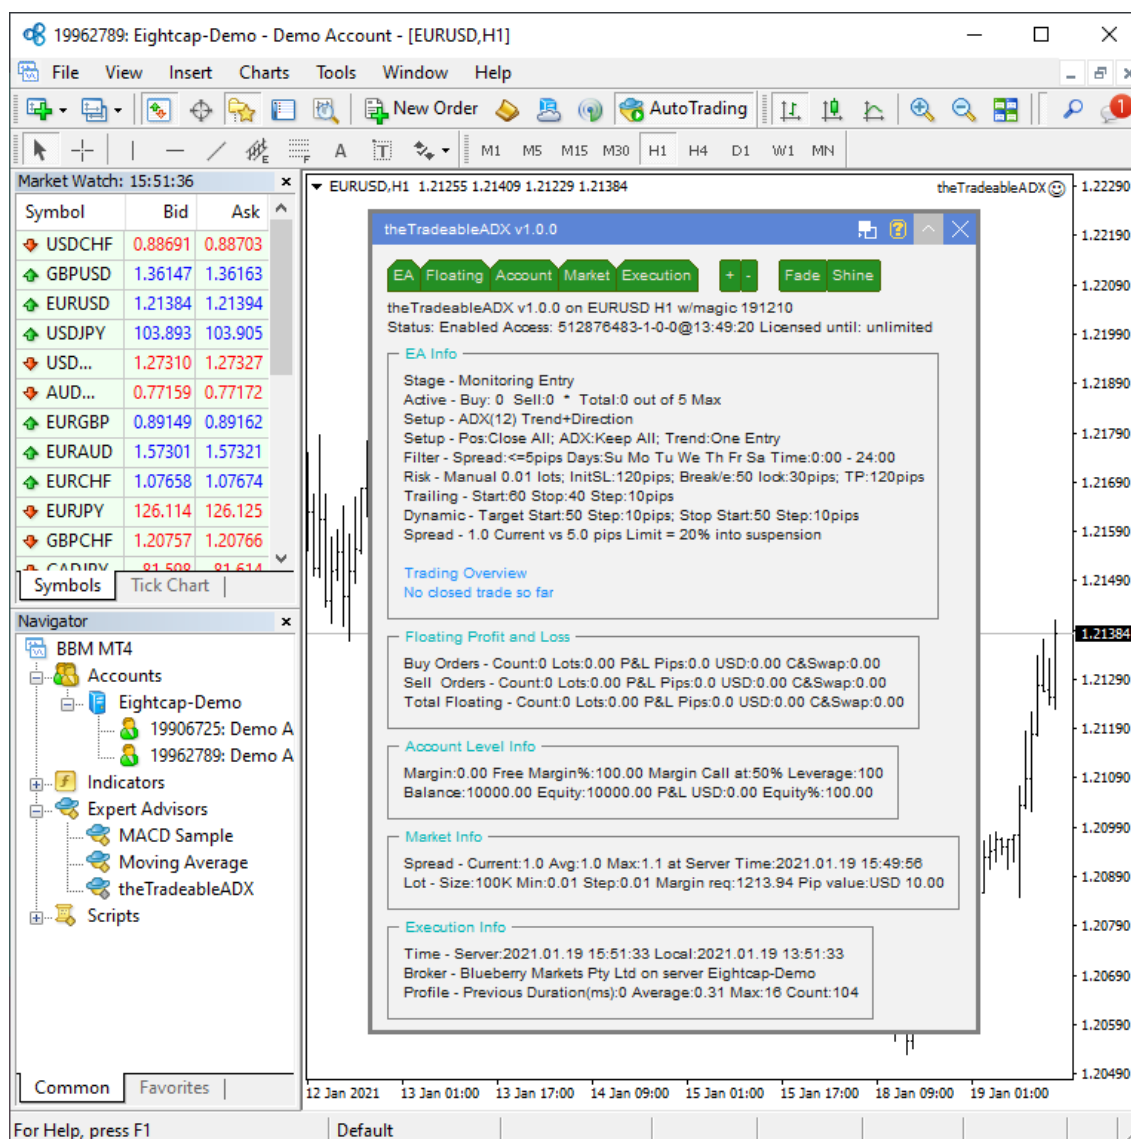 19962789: Eightcap-Demo - Demo Account - [EURUSD,H1]
File View Insert Charts Tools Window Help
New Order AutoTrading 1
E F A T M1 M5 M15 M30 H1 H4 D1 W1 MN
Market Watch: 15:51:36
Symbol Bid Ask
USDCHF 0.88691 0.88703
GBPUSD 1.36147 1.36163
EURUSD 1.21384 1.21394
USDJPY 103.893 103.905
USD... 1.27310 1.27327
AUD... 0.77159 0.77172
EURGBP 0.89149 0.89162
EURAUD 1.57301 1.57321
EURCHF 1.07658 1.07674
EURJPY 126.114 126.125
GBPCHF 1.20757 1.20766
CADJPY 81.598 81.614
Symbols Tick Chart
Navigator
BBM MT4
Accounts
Eightcap-Demo
19906725: Demo A
19962789: Demo A
Indicators
Expert Advisors
MACD Sample
Moving Average
theTradeableADX
Scripts
Common Favorites
EURUSD,H1 1.21255 1.21409 1.21229 1.21384
theTradeableADX
theTradeableADX v1.0.0
EA Floating Account Market Execution + - Fade Shine
theTradeableADX v1.0.0 on EURUSD H1 w/magic 191210
Status: Enabled Access: 512876483-1-0-0@13:49:20 Licensed until: unlimited
EA Info
Stage - Monitoring Entry
Active - Buy: 0 Sell:0 * Total:0 out of 5 Max
Setup - ADX(12) Trend+Direction
Setup - Pos:Close All; ADX:Keep All; Trend:One Entry
Filter - Spread:<=5pips Days:Su Mo Tu We Th Fr Sa Time:0:00 - 24:00
Risk - Manual 0.01 lots; InitSL:120pips; Break/e:50 lock:30pips; TP:120pips
Trailing - Start:60 Stop:40 Step:10pips
Dynamic - Target Start:50 Step:10pips; Stop Start:50 Step:10pips
Spread - 1.0 Current vs 5.0 pips Limit = 20% into suspension
Trading Overview
No closed trade so far
Floating Profit and Loss
Buy Orders - Count:0 Lots:0.00 P&L Pips:0.0 USD:0.00 C&Swap:0.00
Sell Orders - Count:0 Lots:0.00 P&L Pips:0.0 USD:0.00 C&Swap:0.00
Total Floating - Count:0 Lots:0.00 P&L Pips:0.0 USD:0.00 C&Swap:0.00
Account Level Info
Margin:0.00 Free Margin%:100.00 Margin Call at:50% Leverage:100
Balance:10000.00 Equity:10000.00 P&L USD:0.00 Equity%:100.00
Market Info
Spread - Current:1.0 Avg:1.0 Max:1.1 at Server Time:2021.01.19 15:49:56
Lot - Size:100K Min:0.01 Step:0.01 Margin req:1213.94 Pip value:USD 10.00
Execution Info
Time - Server:2021.01.19 15:51:33 Local:2021.01.19 13:51:33
Broker - Blueberry Markets Pty Ltd on server Eightcap-Demo
Profile - Previous Duration(ms):0 Average:0.31 Max:16 Count:104
1.22290
1.22190
1.22090
1.21990
1.21890
1.21790
1.21690
1.21590
1.21490
1.21384
1.21290
1.21190
1.21090
1.20990
1.20890
1.20790
1.20690
1.20590
1.20490
12 Jan 2021 13 Jan 01:00 13 Jan 17:00 14 Jan 09:00 15 Jan 01:00 15 Jan 17:00 18 Jan 09:00 19 Jan 01:00
For Help, press F1 Default